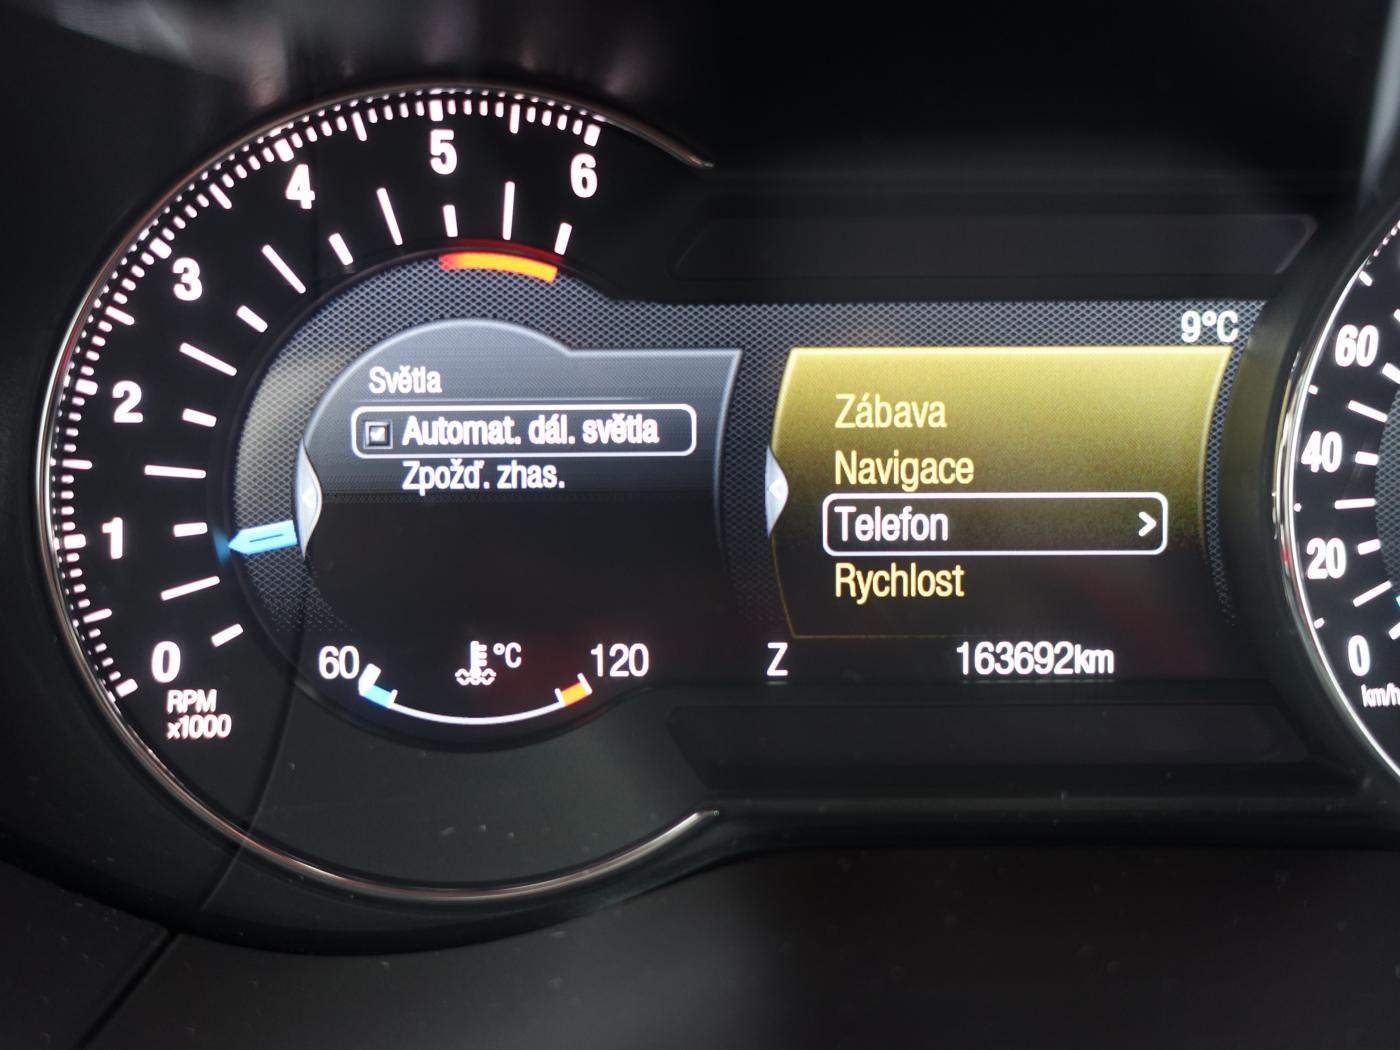 6
5
4
3
2
1
0
RPM
x1000
Světla
Automat. dál. světla
Zpožď. zhas.
60
°C
120
9°C
Zábava
Navigace
Telefon
Rychlost
Z
163692km
60
40
20
0
km/h